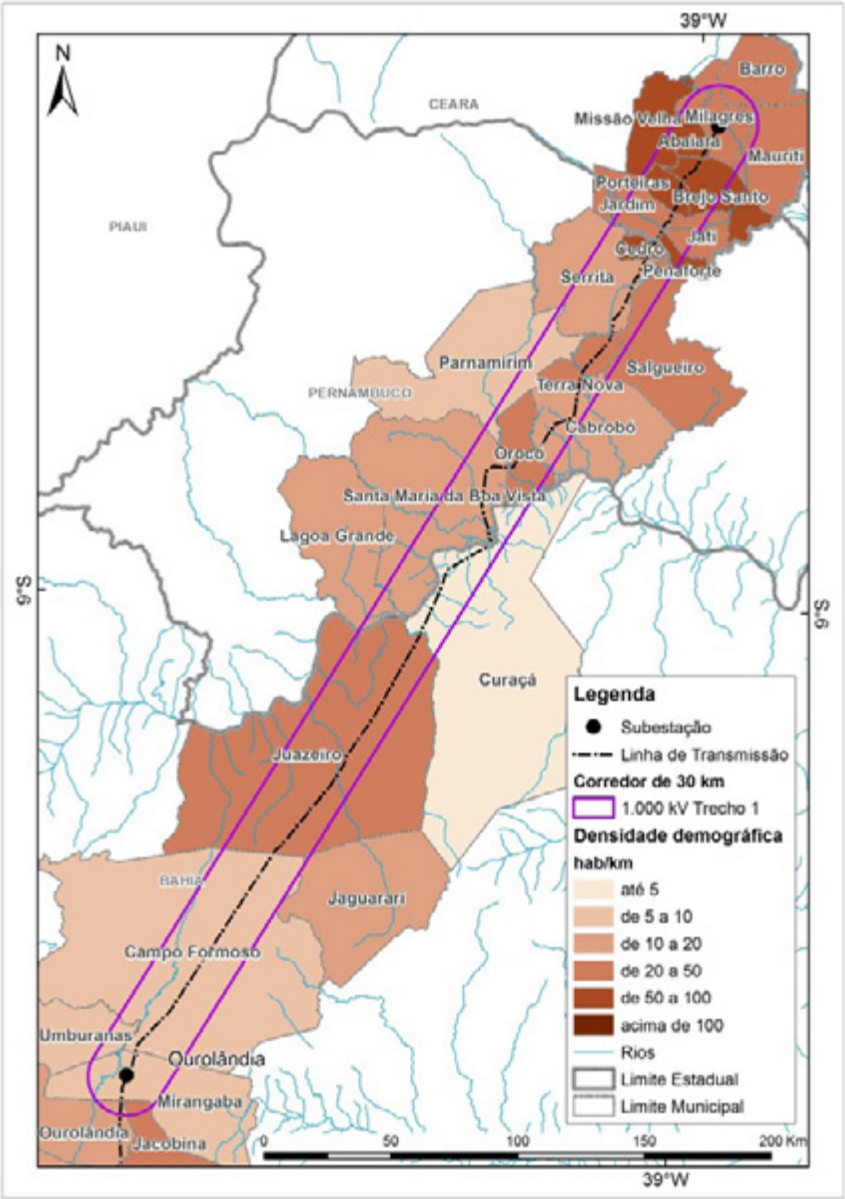 39°W
N
Barro
CEARA
Missão Velha
Milagres
Abaiara
Mauriti
Porteiras
Brejo Santo
Jardim
PIAUI
Jati
Cedro
Penaforte
Serrita
Parnamirim
Salgueiro
Terra Nova
PERNAMBUCO
Cabrobó
Orocó
Santa Maria da Boa Vista
Lagoa Grande
9°S
9°S
Curaçá
Juazeiro
BAHIA
Jaguarari
Campo Formoso
Umburanas
Ourolândia
Mirangaba
Ourolândia
Jacobina
Legenda
Subestação
Linha de Transmissão
Corredor de 30 km
1.000 kV Trecho 1
Densidade demográfica
hab/km
até 5
de 5 a 10
de 10 a 20
de 20 a 50
de 50 a 100
acima de 100
Rios
Limite Estadual
Limite Municipal
0 50 100 150 200 Km
39°W